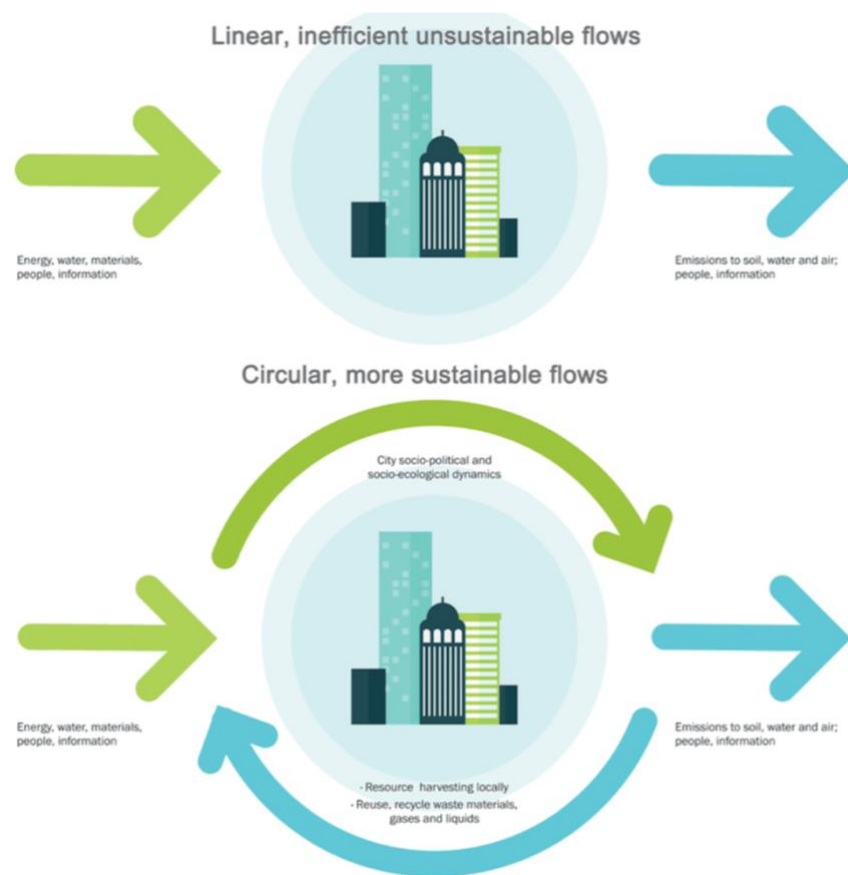 Linear, inefficient unsustainable flows
Energy, water, materials,
people, information
Emissions to soil, water and air;
people, information
Circular, more sustainable flows
City socio-political and
socio-ecological dynamics
Energy, water, materials,
people, information
Emissions to soil, water and air;
people, information
- Resource harvesting locally
- Reuse, recycle waste materials,
gases and liquids